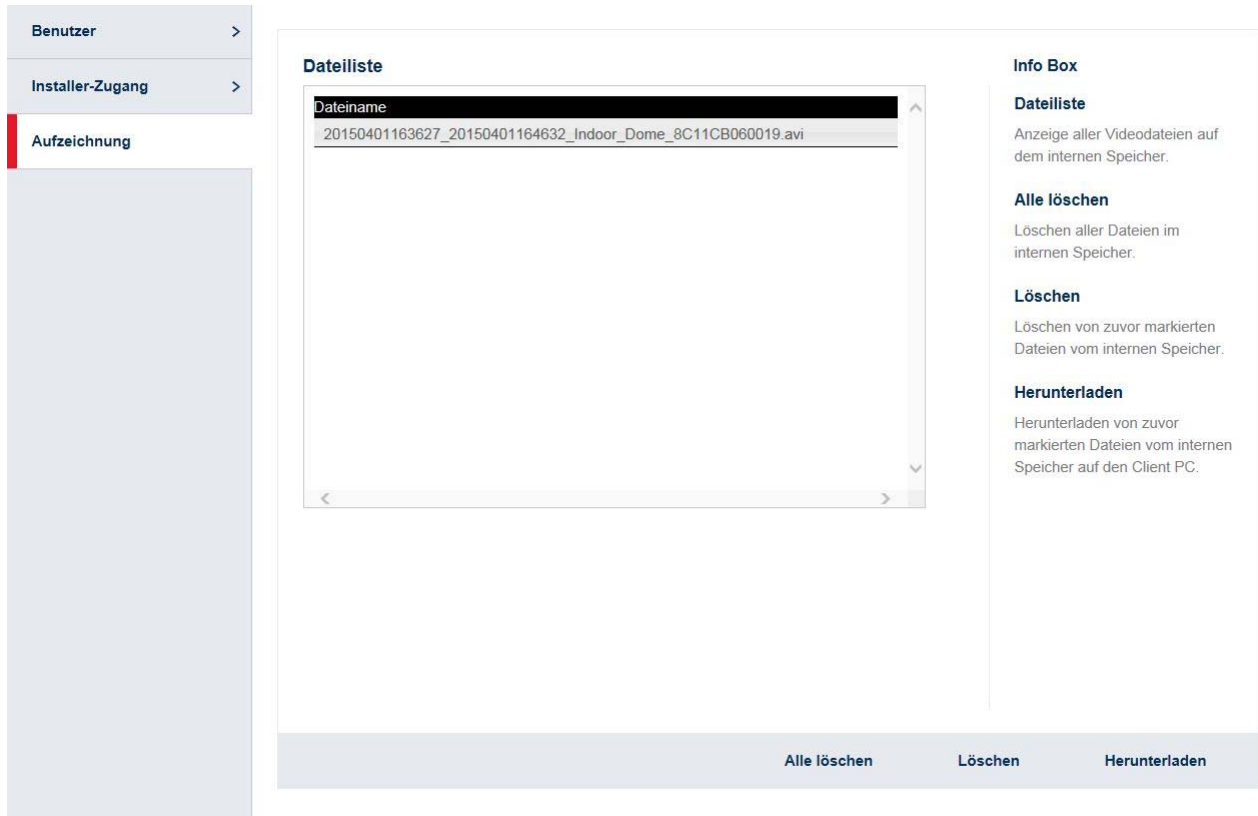 Benutzer
Installer-Zugang
Aufzeichnung
Dateiliste
Dateiname
20150401163627_20150401164632_Indoor_Dome_8C11CB060019.avi
Info Box
Dateiliste
Anzeige aller Videodateien auf
dem internen Speicher.
Alle löschen
Löschen aller Dateien im
internen Speicher.
Löschen
Löschen von zuvor markierten
Dateien vom internen Speicher.
Herunterladen
Herunterladen von zuvor
markierten Dateien vom internen
Speicher auf den Client PC.
Alle löschen
Löschen
Herunterladen